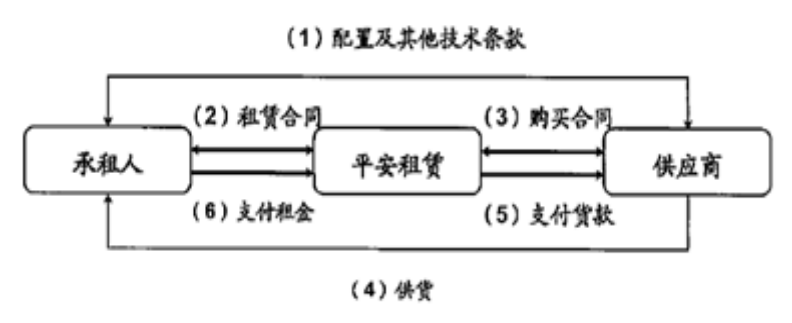 （1）配置及其他技术条款
（2）租赁合同
（3）购买合同
承租人
平安租赁
供应商
（6）支付租金
（5）支付货款
（4）供货